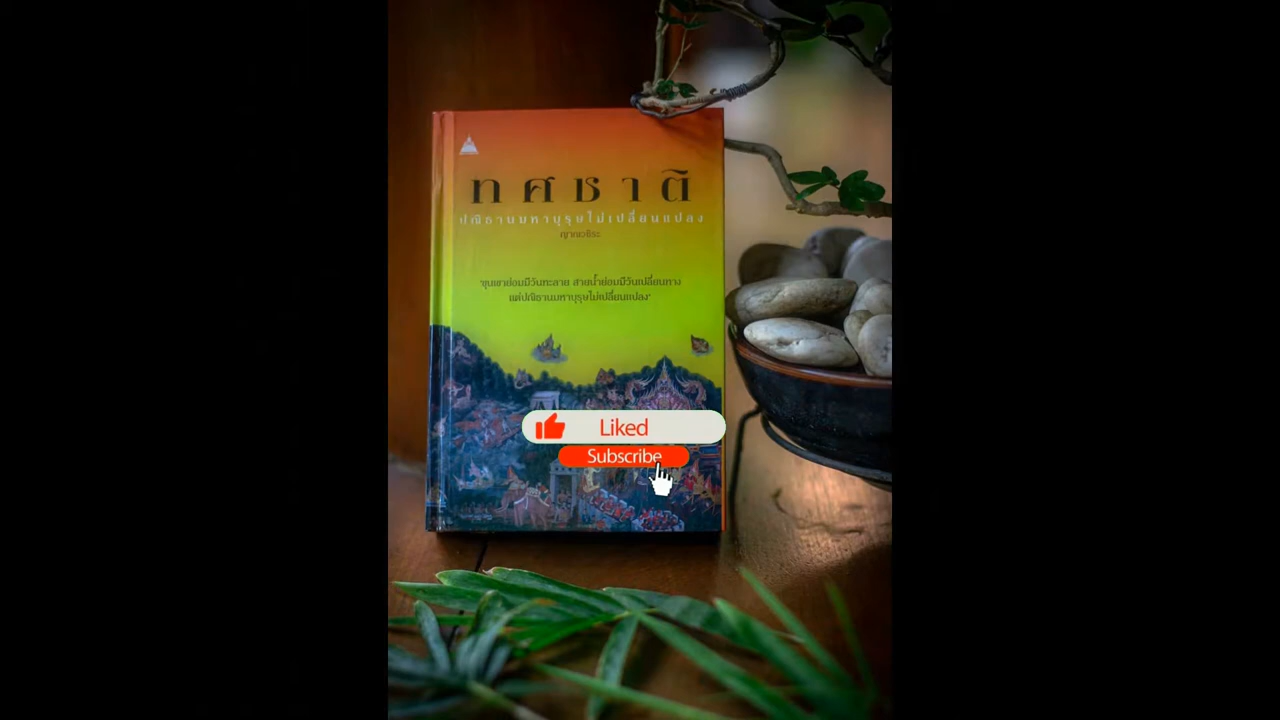 ทศชาติ
ปณิธานมหาบุรุษไม่เปลี่ยนแปลง
ญาณวชิระ
"ขุนเขาย่อมมีวันทะลาย สายน้ำย่อมมีวันเปลี่ยนทาง
แต่ปณิธานมหาบุรุษไม่เปลี่ยนแปลง"
Liked
Subscribe